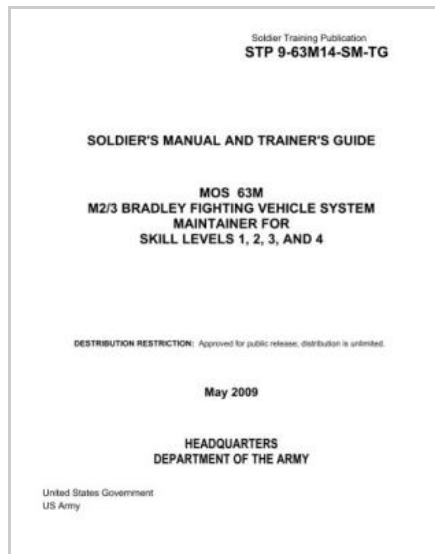 Soldier Training Publication
STP 9-63M14-SM-TG
SOLDIER'S MANUAL AND TRAINER'S GUIDE
MOS 63M
M2/3 BRADLEY FIGHTING VEHICLE SYSTEM
MAINTAINER FOR
SKILL LEVELS 1, 2, 3, AND 4
DESTRIBUTION RESTRICTION: Approved for public release, distribution is unlimited.
May 2009
HEADQUARTERS
DEPARTMENT OF THE ARMY
United States Government
US Army